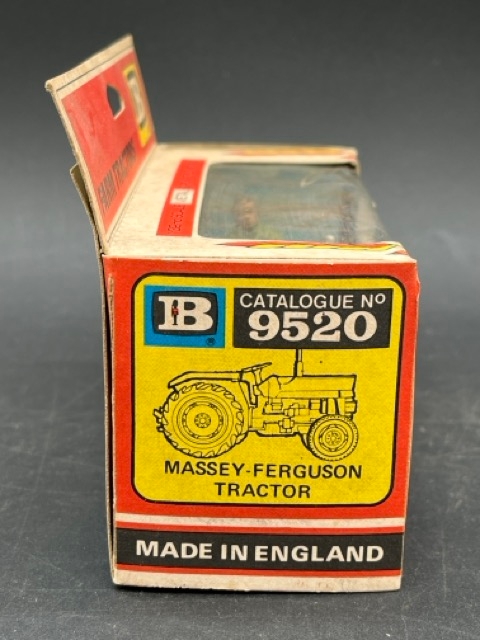 B
®
CATALOGUE Nº
9520
MASSEY-FERGUSON
TRACTOR
MADE IN ENGLAND